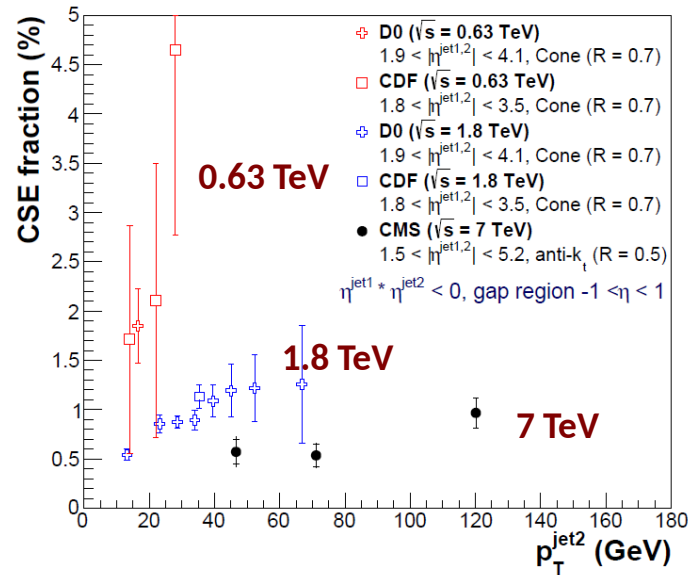 CSE fraction (%)
5
4.5
4
3.5
3
2.5
2
1.5
1
0.5
0
D0 (√s = 0.63 TeV)
1.9 < |η^jet1,2| < 4.1, Cone (R = 0.7)
CDF (√s = 0.63 TeV)
1.8 < |η^jet1,2| < 3.5, Cone (R = 0.7)
D0 (√s = 1.8 TeV)
1.9 < |η^jet1,2| < 4.1, Cone (R = 0.7)
CDF (√s = 1.8 TeV)
1.8 < |η^jet1,2| < 3.5, Cone (R = 0.7)
CMS (√s = 7 TeV)
1.5 < |η^jet1,2| < 5.2, anti-k_t (R = 0.5)
η^jet1 * η^jet2 < 0, gap region -1 <η < 1
0.63 TeV
1.8 TeV
7 TeV
0 20 40 60 80 100 120 140 160 180
p_T^jet2 (GeV)